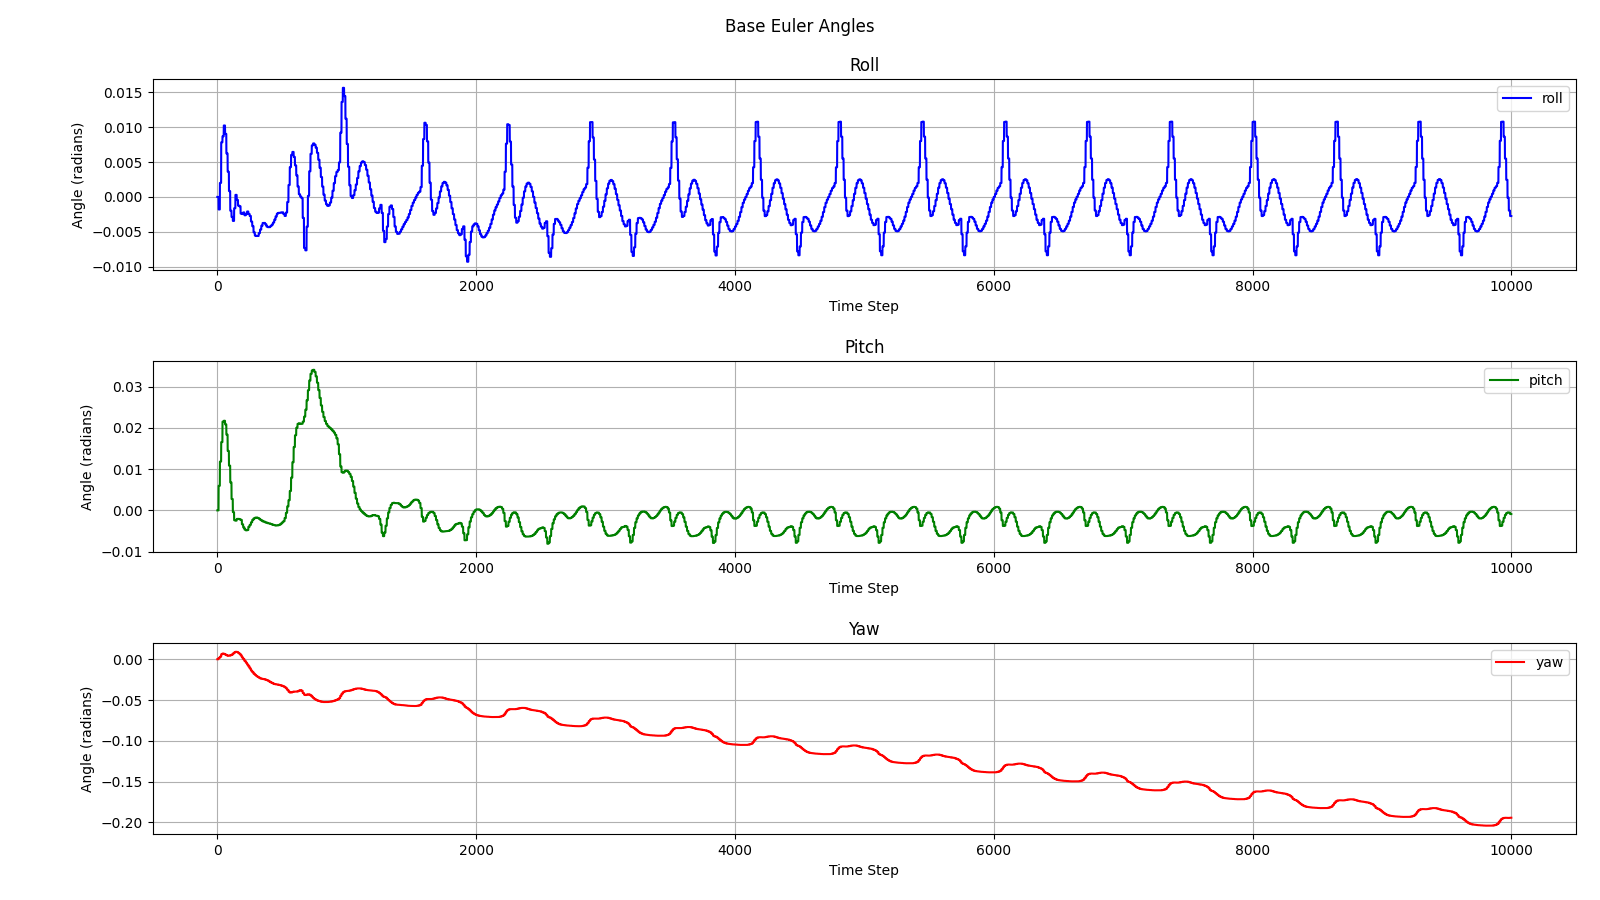 Base Euler Angles
Roll
roll
0.015
0.010
0.005
0.000
−0.005
−0.010
Angle (radians)
0 2000 4000 6000 8000 10000
Time Step
Pitch
pitch
0.03
0.02
0.01
0.00
−0.01
Angle (radians)
0 2000 4000 6000 8000 10000
Time Step
Yaw
yaw
0.00
−0.05
−0.10
−0.15
−0.20
Angle (radians)
0 2000 4000 6000 8000 10000
Time Step